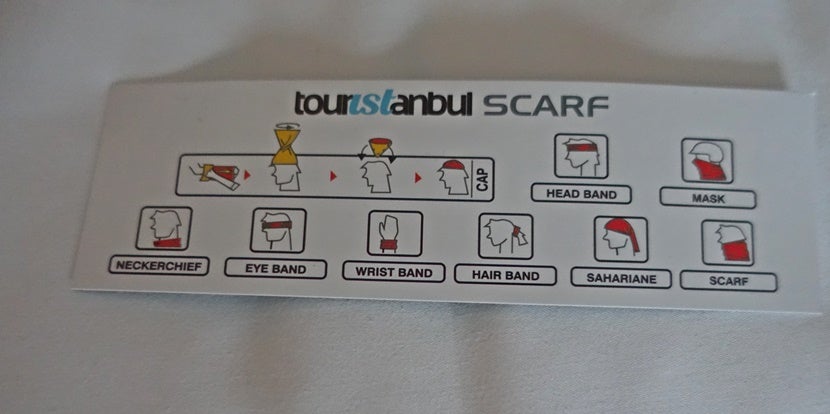 touristanbul SCARF
CAP
HEAD BAND
MASK
NECKERCHIEF
EYE BAND
WRIST BAND
HAIR BAND
SAHARIANE
SCARF